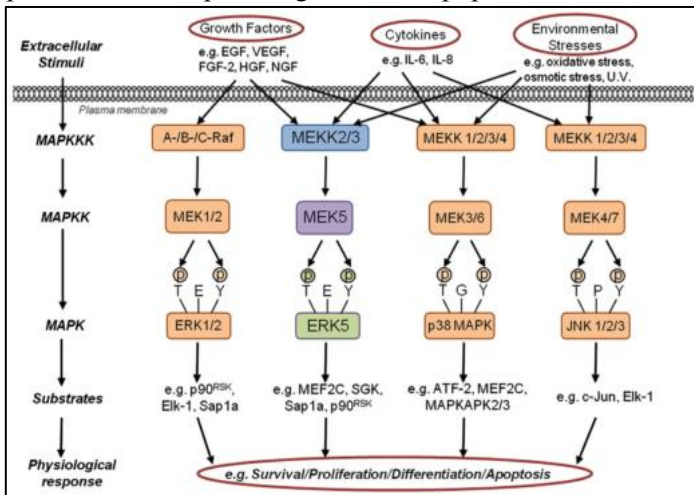 Extracellular Stimuli
Growth Factors
e.g. EGF, VEGF,
FGF-2, HGF, NGF
Cytokines
e.g. IL-6, IL-8
Environmental
Stresses
e.g. oxidative stress,
osmotic stress, U.V.
Plasma membrane
MAPKKK
A-/B-/C-Raf
MEKK2/3
MEKK 1/2/3/4
MEKK 1/2/3/4
MAPKK
MEK1/2
MEK5
MEK3/6
MEK4/7
p p
p p
p p
p p
T E Y
T E Y
T G Y
T P Y
MAPK
ERK1/2
ERK5
p38 MAPK
JNK 1/2/3
Substrates
e.g. p90RSK,
Elk-1, Sap1a
e.g. MEF2C, SGK,
Sap1a, p90RSK
e.g. ATF-2, MEF2C,
MAPKAPK2/3
e.g. c-Jun, Elk-1
Physiological
response
e.g. Survival/Proliferation/Differentiation/Apoptosis